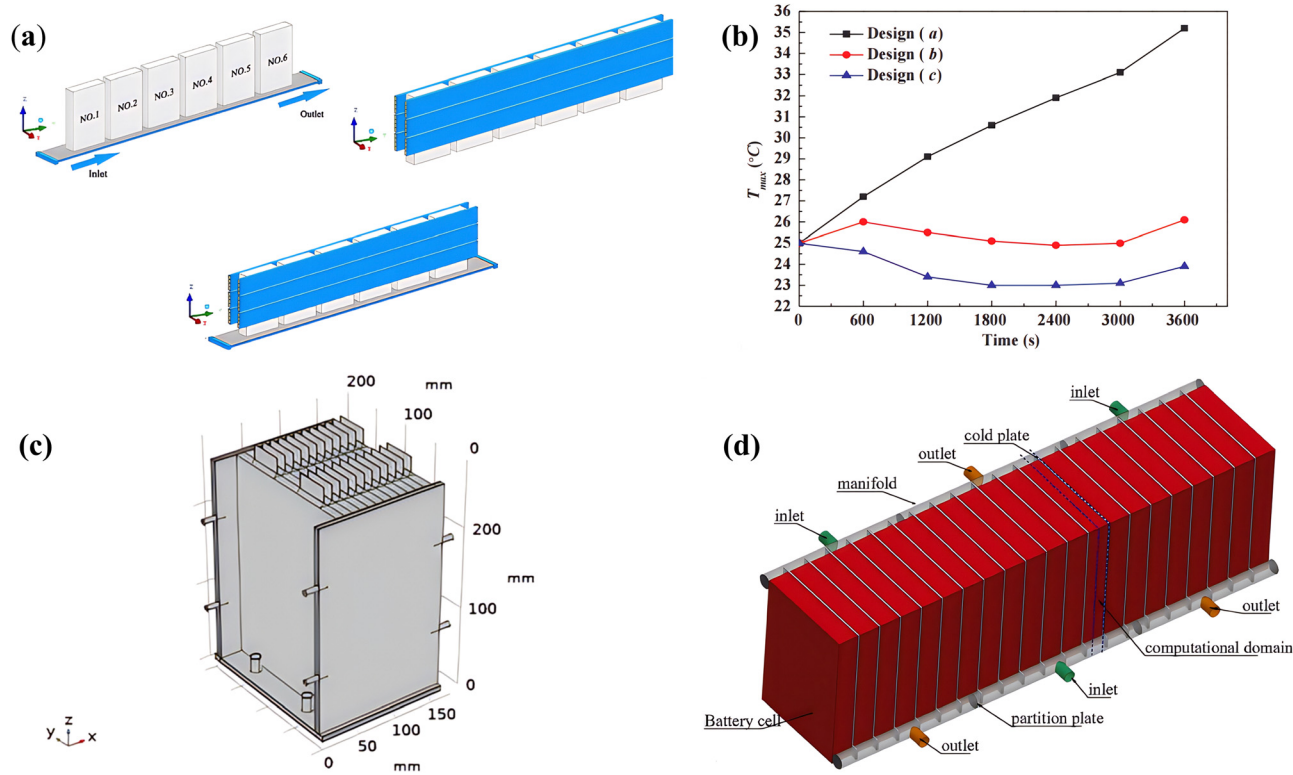 (a)
NO.1
NO.2
NO.3
NO.4
NO.5
NO.6
Inlet
Outlet
z
z
z
(b)
Design (a)
Design (b)
Design (c)
36
35
34
33
32
31
30
29
28
27
26
25
24
23
22
T_max (°C)
0 600 1200 1800 2400 3000 3600
Time (s)
(c)
200 mm
100
0
200
mm
100
0
150
100
50
0
mm
z
y
x
(d)
inlet
cold plate
outlet
manifold
inlet
outlet
computational domain
inlet
partition plate
outlet
Battery cell